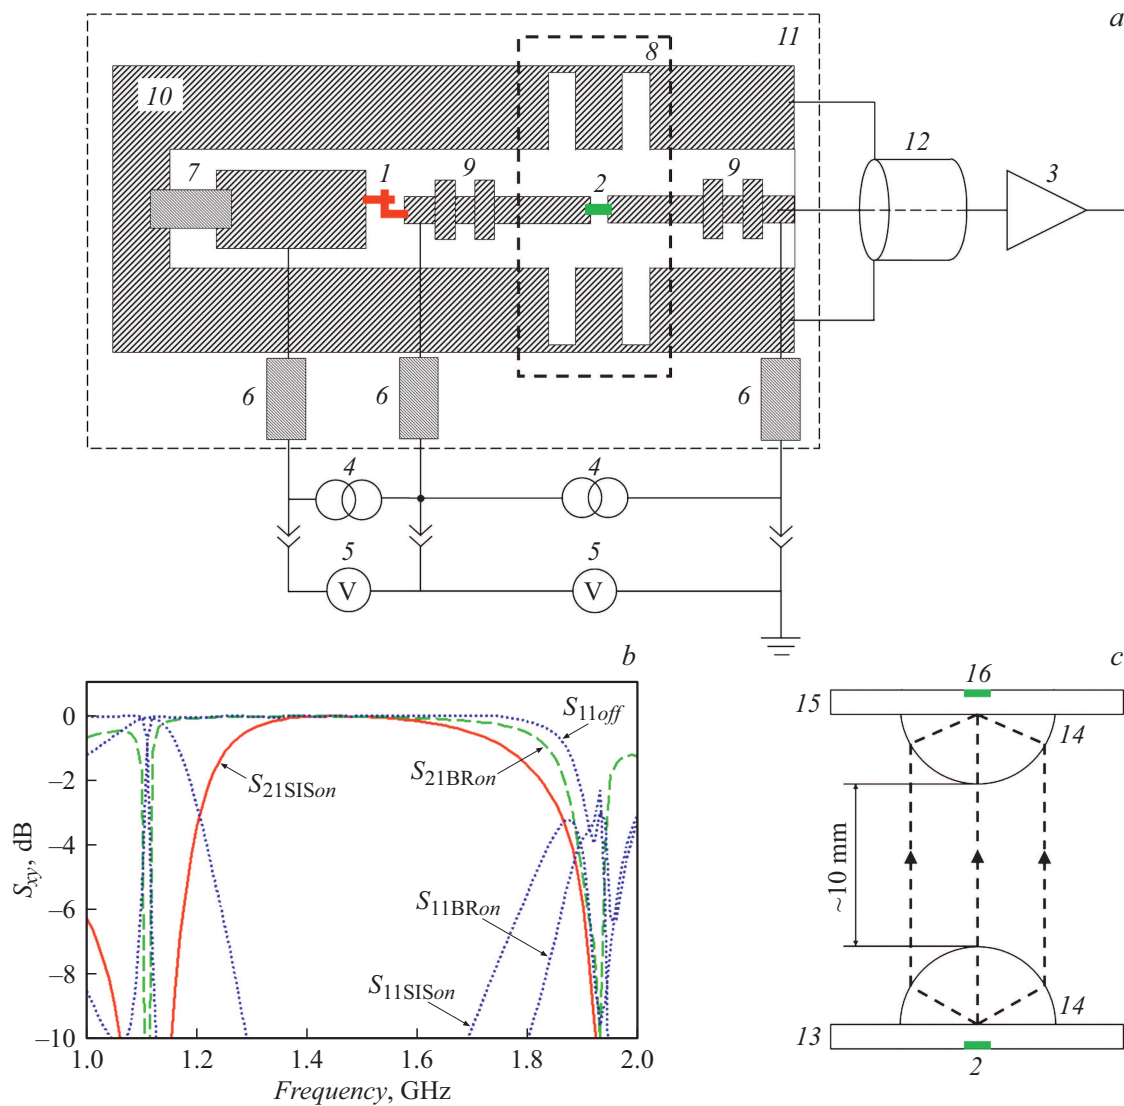 a
11
8
10
12
7
1
9
2
9
3
6
6
6
4
4
5
5
V
V
b
c
S11off
S21BRon
S21SISon
S11BRon
S11SISon
0
–2
–4
–6
–8
–10
Sxy, dB
1.0
1.2
1.4
1.6
1.8
2.0
Frequency, GHz
16
15
14
~10 mm
14
13
2